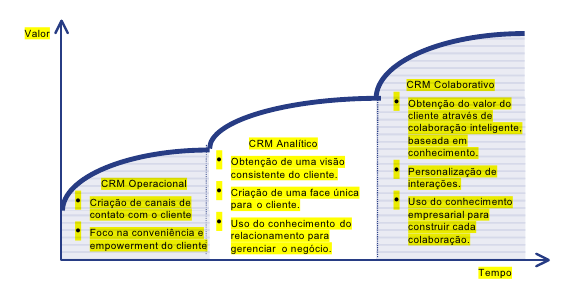 Valor
CRM Operacional
• Criação de canais de
contato com o cliente
• Foco na conveniência e
empowerment do cliente
CRM Analítico
• Obtenção de uma visão
consistente do cliente.
• Criação de uma face única
para o cliente.
• Uso do conhecimento do
relacionamento para
gerenciar o negócio.
CRM Colaborativo
• Obtenção do valor do
cliente através de
colaboração inteligente,
baseada em
conhecimento.
• Personalização de
interações.
• Uso do conhecimento
empresarial para
construir cada
colaboração.
Tempo